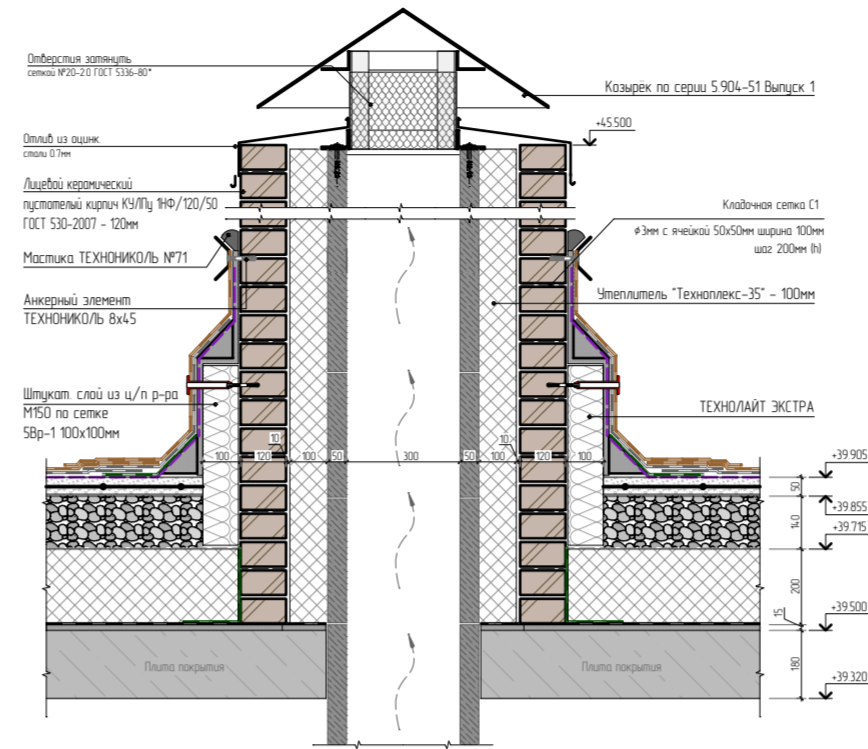 Отверстия затянуть
сеткой №20-2.0 ГОСТ 5336-80*
Козырёк по серии 5.904-51 Выпуск 1
+45.500
Отлив из оцинк.
стали 0.7мм
Лицевой керамический
пустотелый кирпич КУЛПу 1НФ/120/50
ГОСТ 530-2007 - 120мм
Кладочная сетка С1
ϕ3мм с ячейкой 50х50мм ширина 100мм
шаг 200мм (h)
Мастика ТЕХНОНИКОЛЬ №71
Анкерный элемент
ТЕХНОНИКОЛЬ 8х45
Утеплитель "Техноплекс-35" - 100мм
Штукат. слой из ц/п р-ра
М150 по сетке
5Вр-1 100х100мм
ТЕХНОЛАЙТ ЭКСТРА
10 10
100 120 100 50 300 50 100 120 100
+39.905
50
+39.855
140
+39.715
200
15
+39.500
180
+39.320
Плита покрытия Плита покрытия